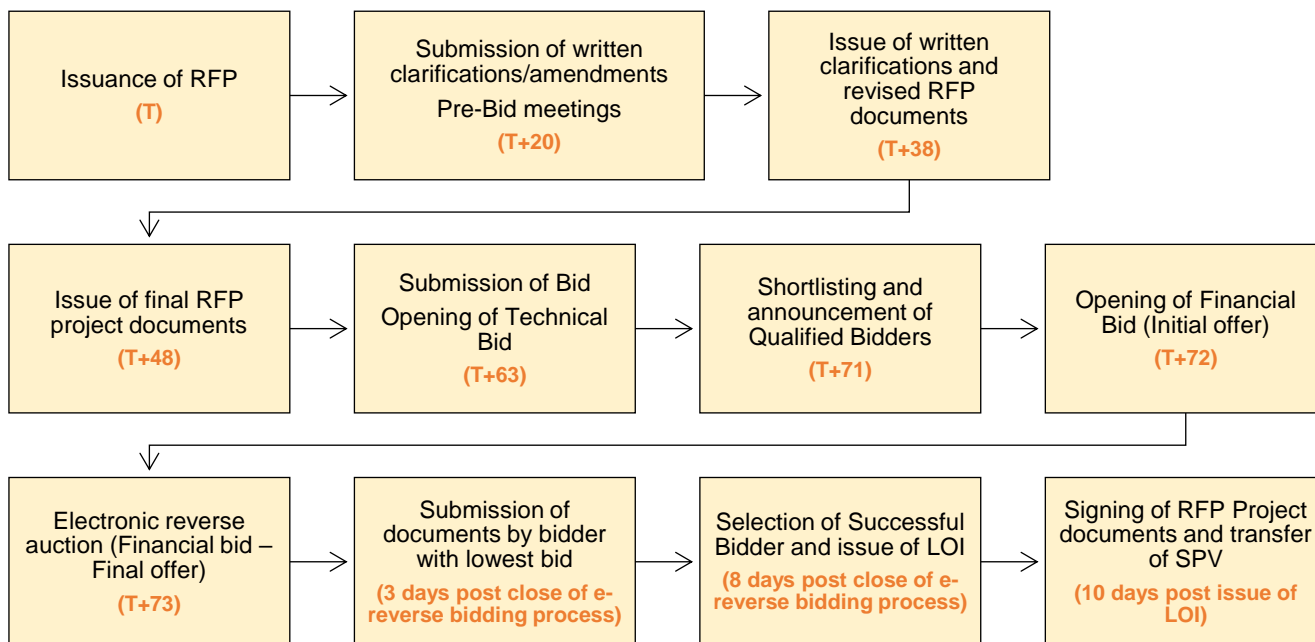 Issuance of RFP
(T)
Submission of written
clarifications/amendments
Pre-Bid meetings
(T+20)
Issue of written
clarifications and
revised RFP
documents
(T+38)
Issue of final RFP
project documents
(T+48)
Submission of Bid
Opening of Technical
Bid
(T+63)
Shortlisting and
announcement of
Qualified Bidders
(T+71)
Opening of Financial
Bid (Initial offer)
(T+72)
Electronic reverse
auction (Financial bid –
Final offer)
(T+73)
Submission of
documents by bidder
with lowest bid
(3 days post close of e-
reverse bidding process)
Selection of Successful
Bidder and issue of LOI
(8 days post close of e-
reverse bidding process)
Signing of RFP Project
documents and transfer
of SPV
(10 days post issue of
LOI)